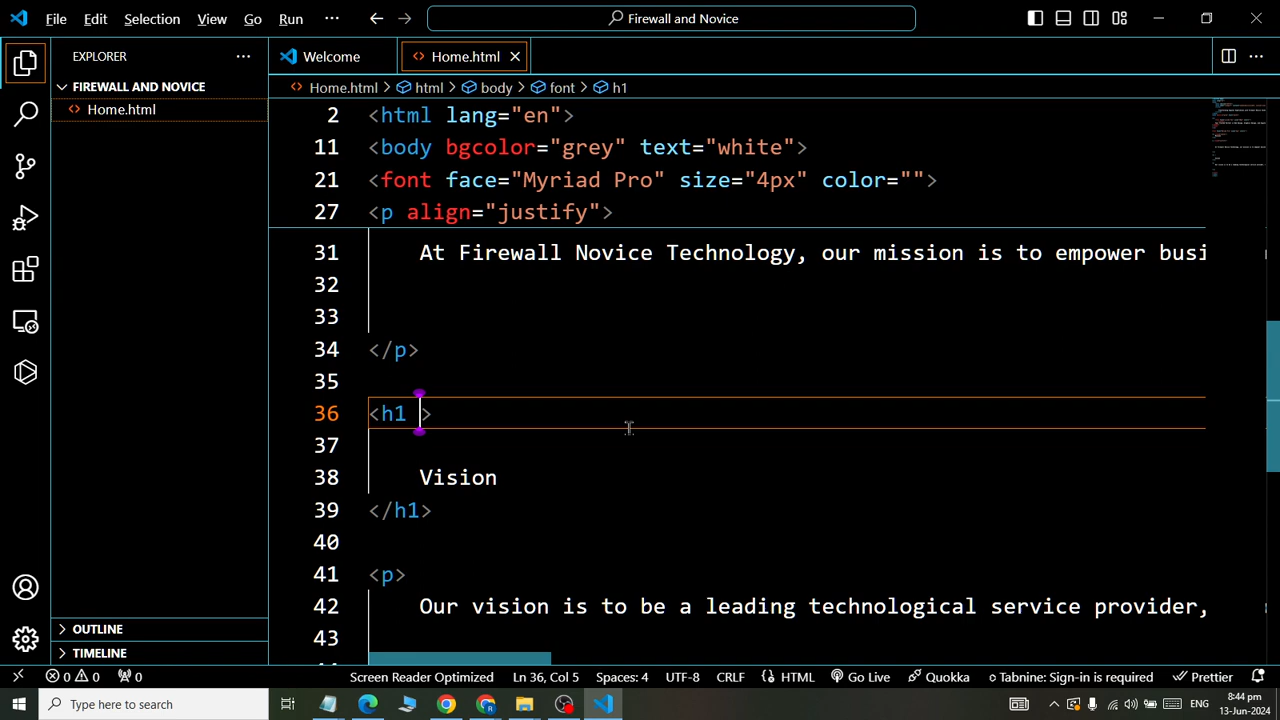 File Edit Selection View Go Run ··· Firewall and Novice
EXPLORER ···
Welcome Home.html
FIREWALL AND NOVICE
Home.html
Home.html > html > body > font > h1
2 <html lang="en">
11 <body bgcolor="grey" text="white">
21 <font face="Myriad Pro" size="4px" color="">
27 <p align="justify">
31 At Firewall Novice Technology, our mission is to empower busi
32
33
34 </p>
35
36 <h1 >
37
38 Vision
39 </h1>
40
41 <p>
42 Our vision is to be a leading technological service provider,
43
OUTLINE
TIMELINE
0 0 0 Screen Reader Optimized Ln 36, Col 5 Spaces: 4 UTF-8 CRLF HTML Go Live Quokka Tabnine: Sign-in is required Prettier
Type here to search ENG 8:44 pm
13-Jun-2024